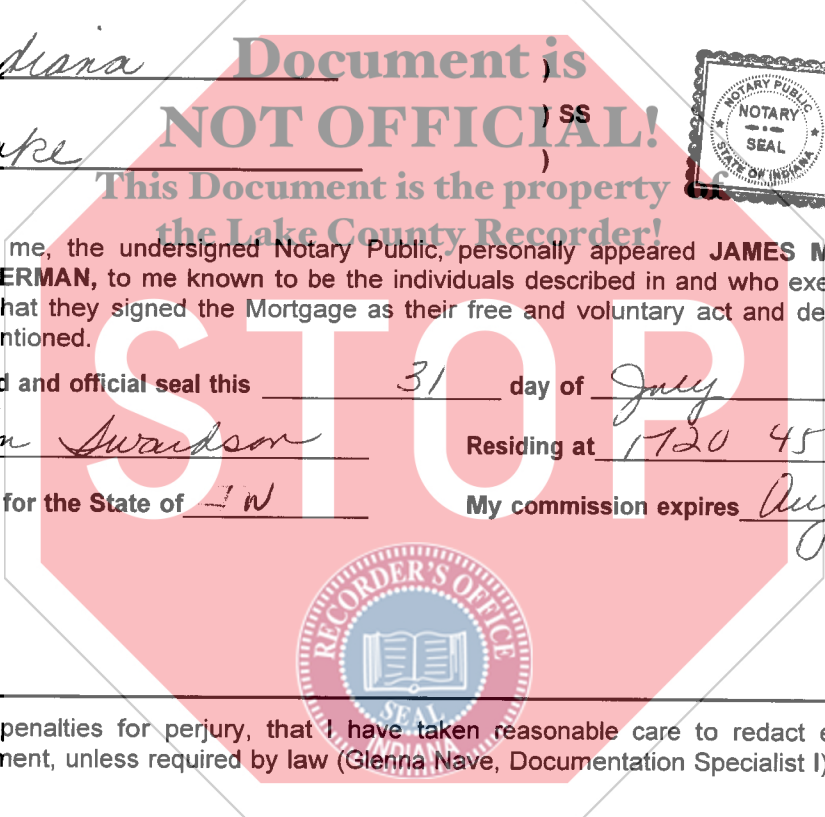 diana )
Document is
NOT OFFICIAL!
) SS
ake )
This Document is the property of
the Lake County Recorder!
NOTARY PUBLIC
NOTARY
SEAL
STATE OF INDIANA
me, the undersigned Notary Public, personally appeared JAMES M
ERMAN, to me known to be the individuals described in and who exe
hat they signed the Mortgage as their free and voluntary act and de
ntioned.
d and official seal this 31 day of July
n Swardson Residing at 1720 45
for the State of IN My commission expires Aug
STOP
RECORDER'S OFFICE
SEAL
INDIANA
penalties for perjury, that I have taken reasonable care to redact e
ment, unless required by law (Glenna Nave, Documentation Specialist I)